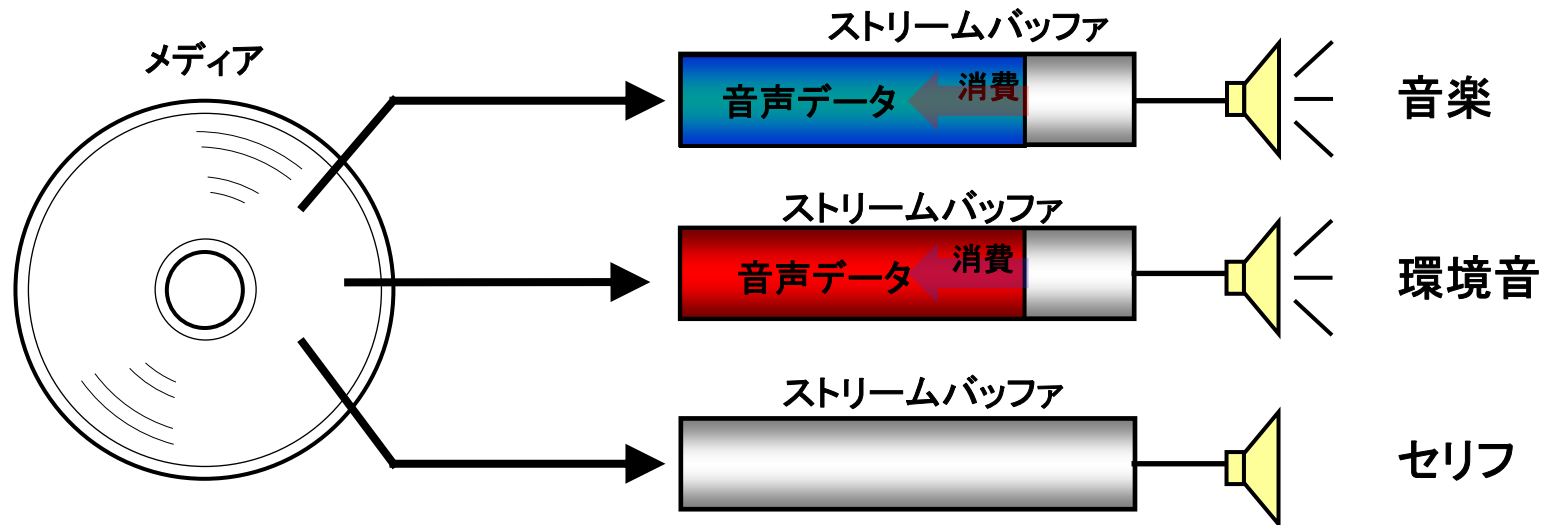 メディア
ストリームバッファ
音声データ
消費
音楽
ストリームバッファ
音声データ
消費
環境音
ストリームバッファ
セリフ